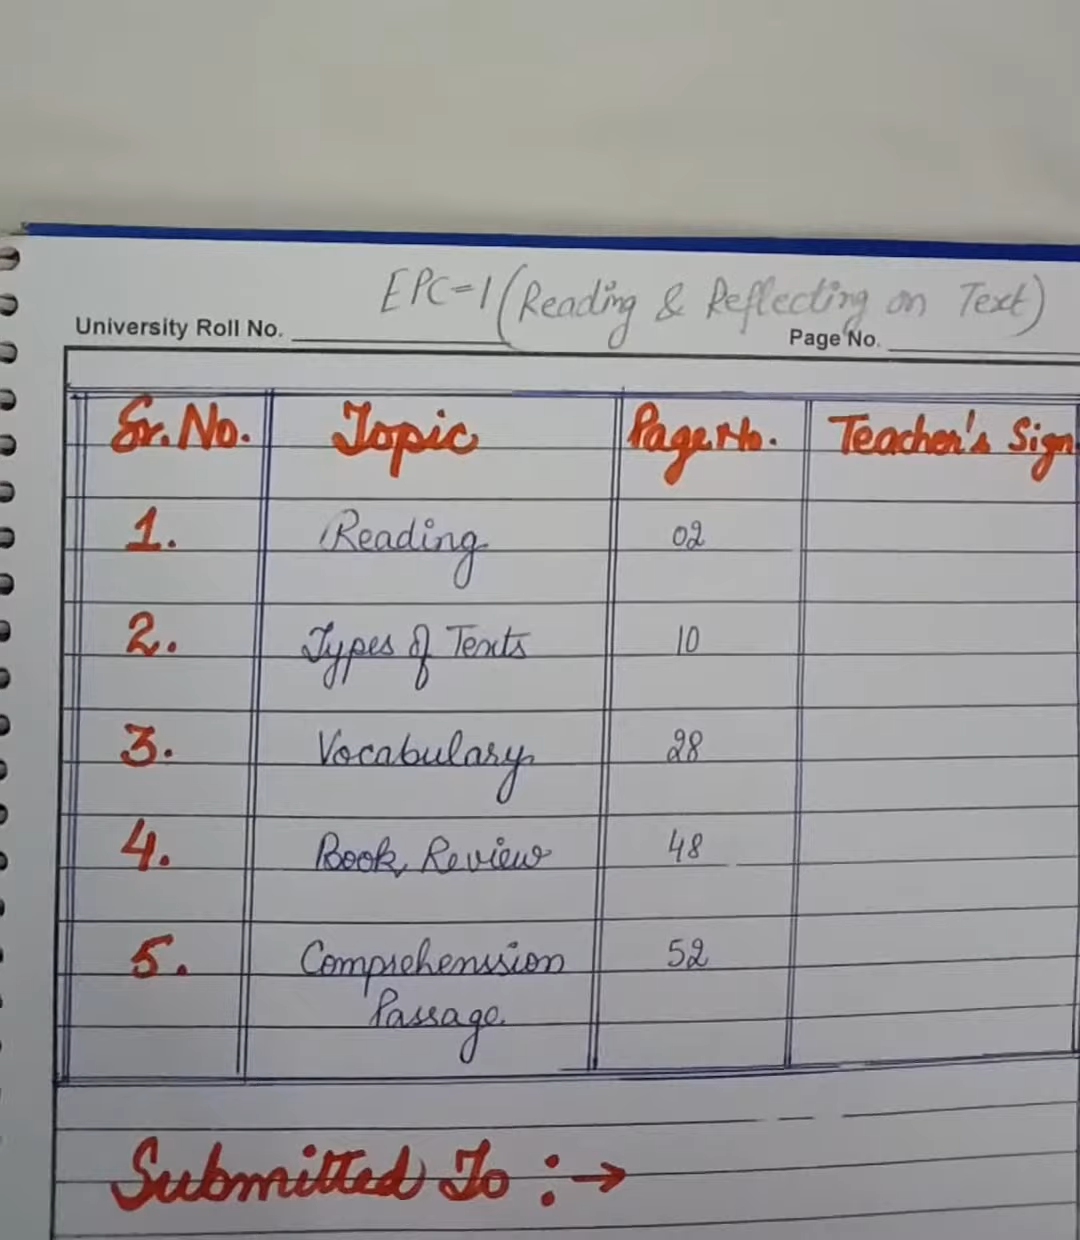 EPC-1 (Reading & Reflecting on Text)
University Roll No.
Page No.
Sr. No. Topic Page No. Teacher's Sign
1. Reading 02
2. Types of Texts 10
3. Vocabulary 28
4. Book Review 48
5. Comprehenssion 52
Passage
Submitted To :→